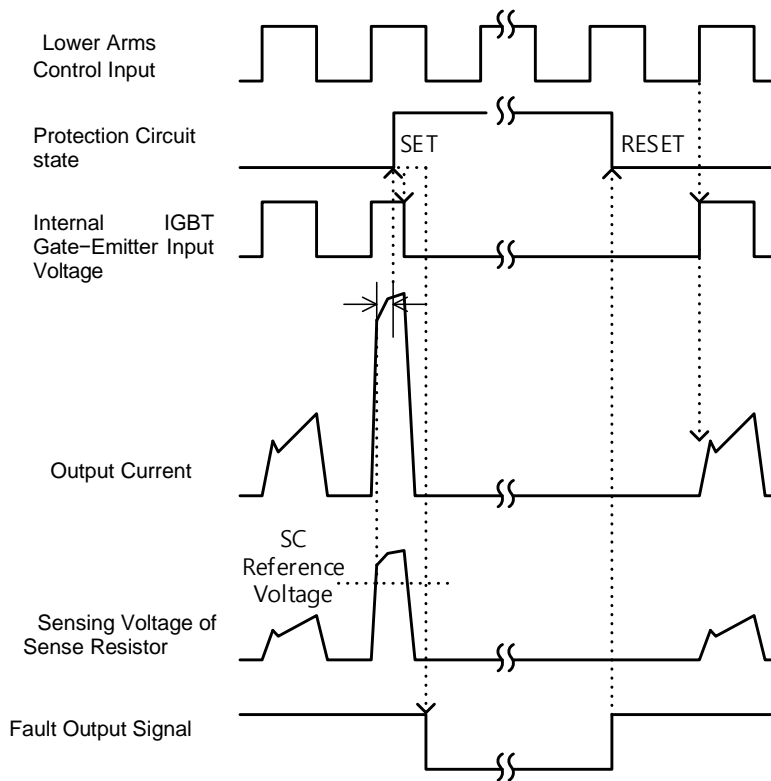 Lower Arms
Control Input
Protection Circuit
state
SET
RESET
Internal IGBT
Gate−Emitter Input
Voltage
Output Current
SC
Reference
Voltage
Sensing Voltage of
Sense Resistor
Fault Output Signal